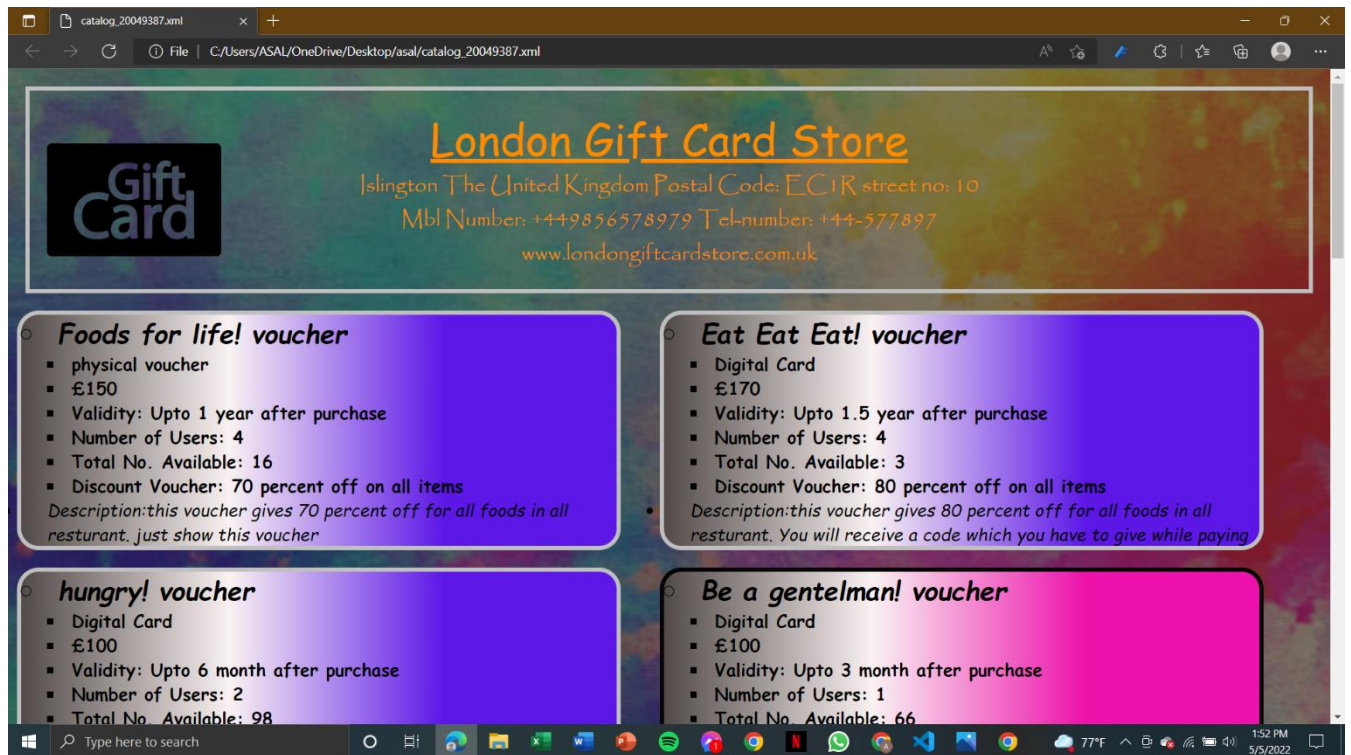 catalog_20049387.xml
File | C:/Users/ASAL/OneDrive/Desktop/asal/catalog_20049387.xml
Gift
Card
London Gift Card Store
Islington The United Kingdom Postal Code: EC1R street no: 10
Mbl Number: +449856578979 Tel-number: +44-577897
www.londongiftcardstore.com.uk
Foods for life! voucher
physical voucher
£150
Validity: Upto 1 year after purchase
Number of Users: 4
Total No. Available: 16
Discount Voucher: 70 percent off on all items
Description:this voucher gives 70 percent off for all foods in all
resturant. just show this voucher
Eat Eat Eat! voucher
Digital Card
£170
Validity: Upto 1.5 year after purchase
Number of Users: 4
Total No. Available: 3
Discount Voucher: 80 percent off on all items
Description:this voucher gives 80 percent off for all foods in all
resturant. You will receive a code which you have to give while paying
hungry! voucher
Digital Card
£100
Validity: Upto 6 month after purchase
Number of Users: 2
Total No. Available: 98
Be a gentelman! voucher
Digital Card
£100
Validity: Upto 3 month after purchase
Number of Users: 1
Total No. Available: 66
Type here to search
77°F
1:52 PM
5/5/2022